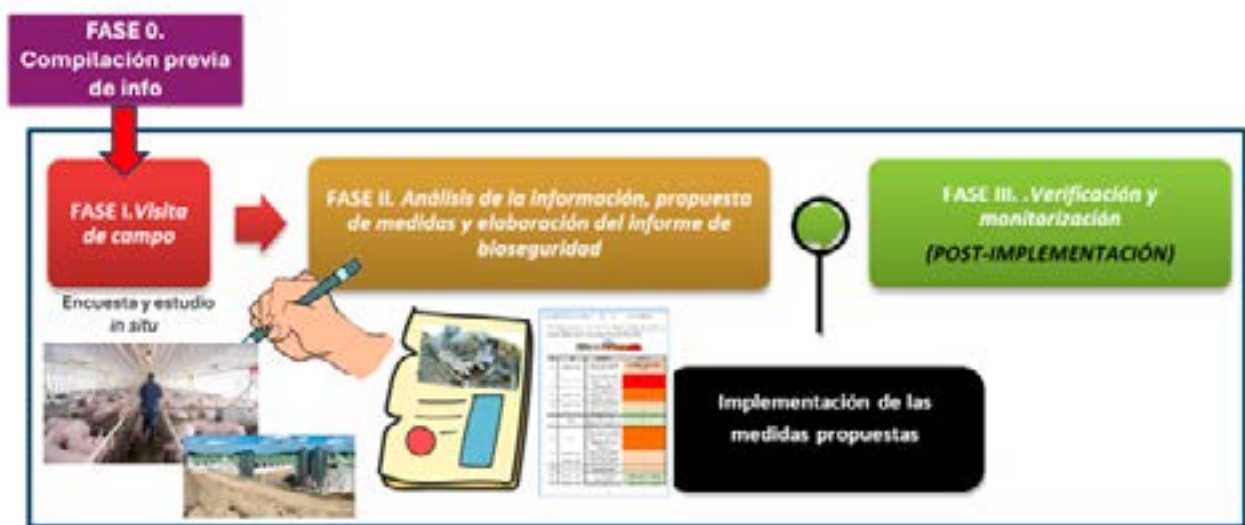 FASE 0.
Compilación previa
de info
FASE I.Visita
de campo
FASE II. Análisis de la información, propuesta
de medidas y elaboración del informe de
bioseguridad
FASE III. .Verificación y
monitorización
(POST-IMPLEMENTACIÓN)
Encuesta y estudio
in situ
Implementación de las
medidas propuestas